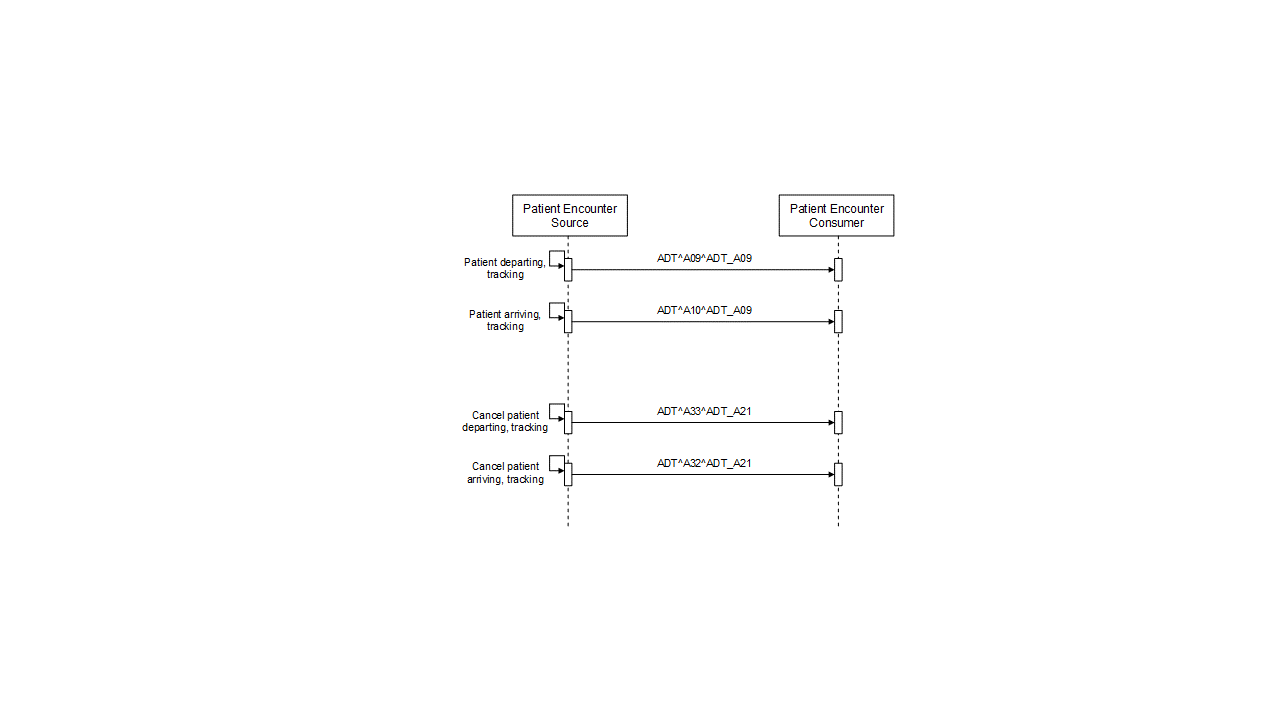 Patient Encounter
Source
Patient Encounter
Consumer
Patient departing,
tracking
ADT^A09^ADT_A09
Patient arriving,
tracking
ADT^A10^ADT_A09
Cancel patient
departing, tracking
ADT^A33^ADT_A21
Cancel patient
arriving, tracking
ADT^A32^ADT_A21